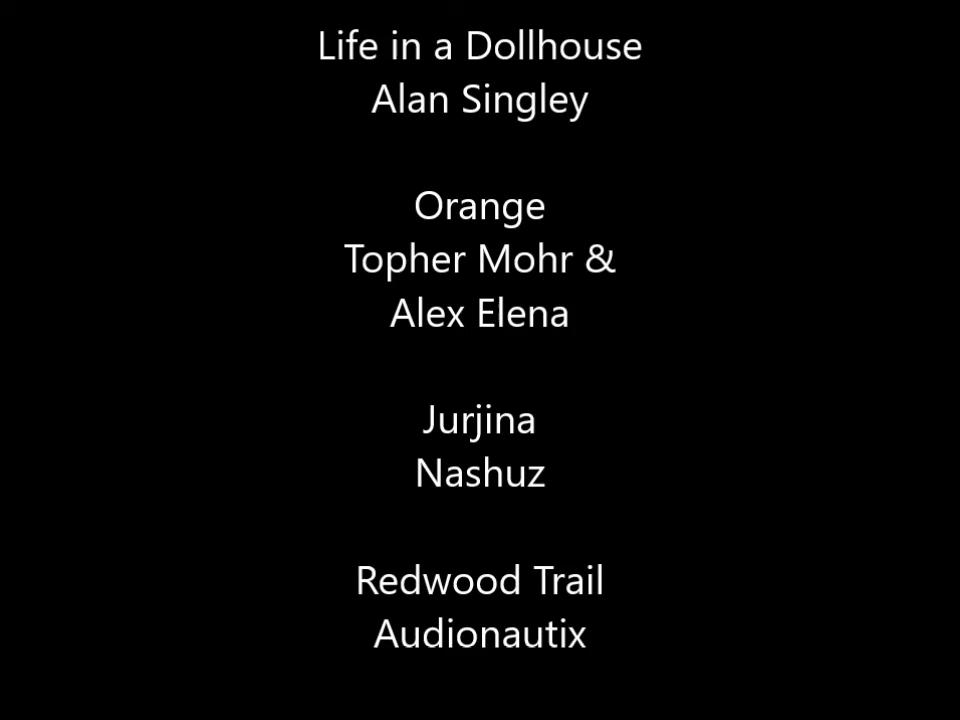 Life in a Dollhouse
Alan Singley
Orange
Topher Mohr &
Alex Elena
Jurjina
Nashuz
Redwood Trail
Audionautix